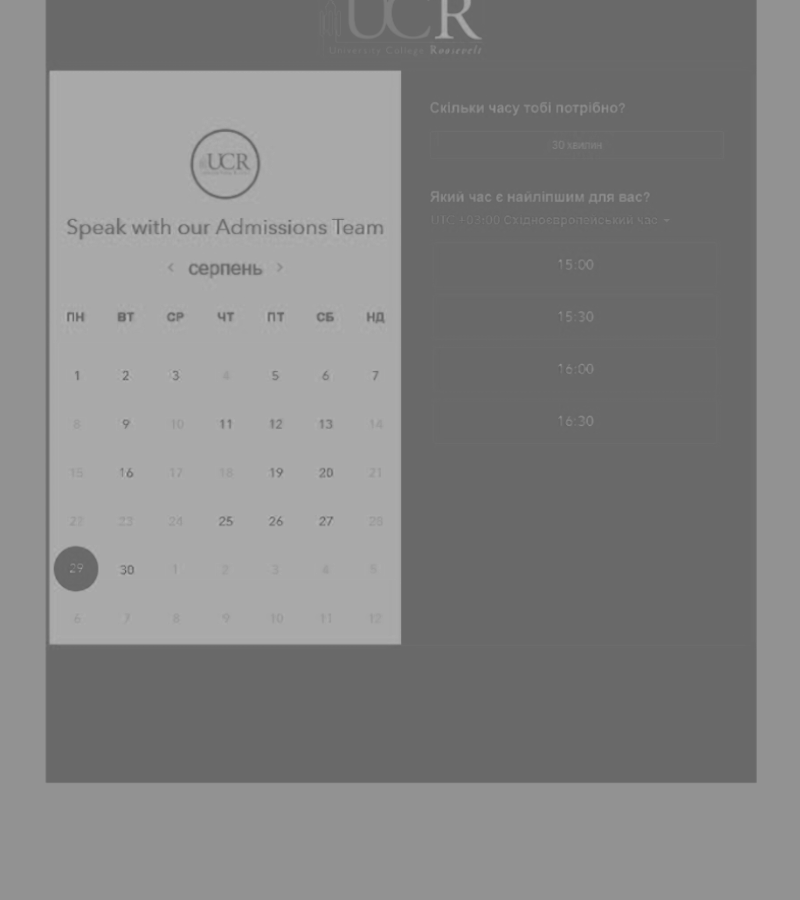 UCR
University College Roosevelt
UCR
Speak with our Admissions Team
‹ серпень ›
ПН ВТ СР ЧТ ПТ СБ НД
1 2 3 4 5 6 7
8 9 10 11 12 13 14
15 16 17 18 19 20 21
22 23 24 25 26 27 28
29 30 1 2 3 4 5
6 7 8 9 10 11 12
Скільки часу тобі потрібно?
30 хвилин
Який час є найліпшим для вас?
UTC +03:00 Східноєвропейський час
15:00
15:30
16:00
16:30